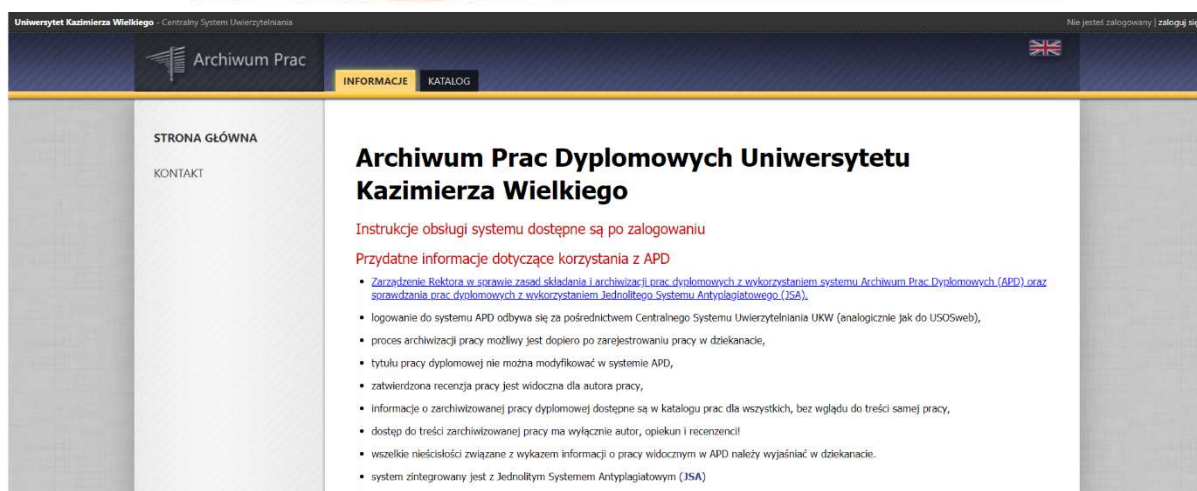 Uniwersytet Kazimierza Wielkiego - Centralny System Uwierzytelniania
Nie jesteś zalogowany | zaloguj się
Archiwum Prac
INFORMACJE
KATALOG
STRONA GŁÓWNA
KONTAKT
Archiwum Prac Dyplomowych Uniwersytetu
Kazimierza Wielkiego
Instrukcje obsługi systemu dostępne są po zalogowaniu
Przydatne informacje dotyczące korzystania z APD
• Zarządzenie Rektora w sprawie zasad składania i archiwizacji prac dyplomowych z wykorzystaniem systemu Archiwum Prac Dyplomowych (APD) oraz
sprawdzania prac dyplomowych z wykorzystaniem Jednolitego Systemu Antyplagiatowego (JSA).
• logowanie do systemu APD odbywa się za pośrednictwem Centralnego Systemu Uwierzytelniania UKW (analogicznie jak do USOSweb),
• proces archiwizacji pracy możliwy jest dopiero po zarejestrowaniu pracy w dziekanacie,
• tytułu pracy dyplomowej nie można modyfikować w systemie APD,
• zatwierdzona recenzja pracy jest widoczna dla autora pracy,
• informacje o zarchiwizowanej pracy dyplomowej dostępne są w katalogu prac dla wszystkich, bez wglądu do treści samej pracy,
• dostęp do treści zarchiwizowanej pracy ma wyłącznie autor, opiekun i recenzenci!
• wszelkie nieścisłości związane z wykazem informacji o pracy widocznym w APD należy wyjaśniać w dziekanacie.
• system zintegrowany jest z Jednolitym Systemem Antyplagiatowym (JSA)